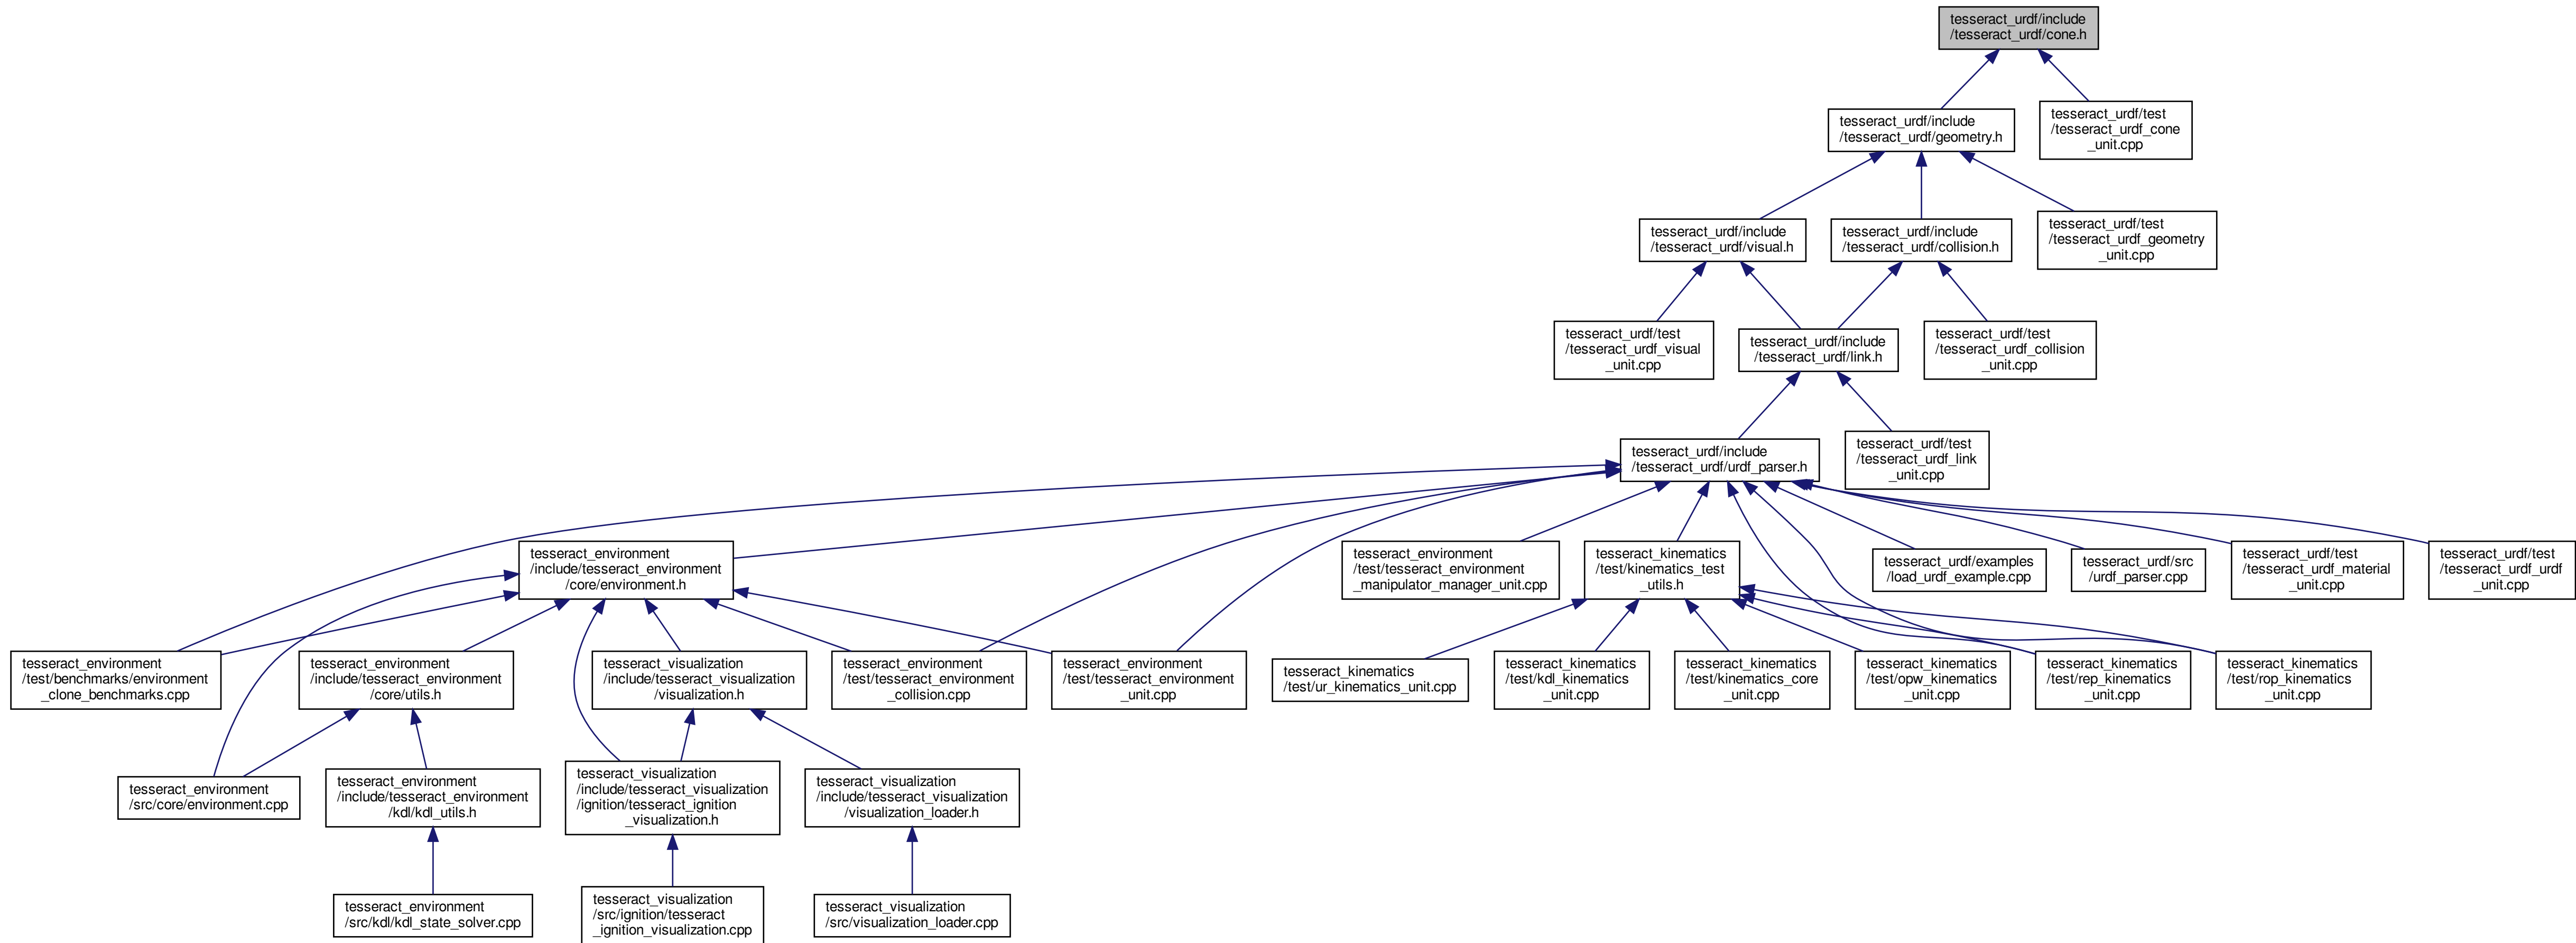 tesseract_urdf/include
/tesseract_urdf/cone.h
tesseract_urdf/include
/tesseract_urdf/geometry.h
tesseract_urdf/test
/tesseract_urdf_cone
_unit.cpp
tesseract_urdf/include
/tesseract_urdf/visual.h
tesseract_urdf/include
/tesseract_urdf/collision.h
tesseract_urdf/test
/tesseract_urdf_geometry
_unit.cpp
tesseract_urdf/test
/tesseract_urdf_visual
_unit.cpp
tesseract_urdf/include
/tesseract_urdf/link.h
tesseract_urdf/test
/tesseract_urdf_collision
_unit.cpp
tesseract_urdf/include
/tesseract_urdf/urdf_parser.h
tesseract_urdf/test
/tesseract_urdf_link
_unit.cpp
tesseract_environment
/include/tesseract_environment
/core/environment.h
tesseract_environment
/test/tesseract_environment
_manipulator_manager_unit.cpp
tesseract_kinematics
/test/kinematics_test
_utils.h
tesseract_urdf/examples
/load_urdf_example.cpp
tesseract_urdf/src
/urdf_parser.cpp
tesseract_urdf/test
/tesseract_urdf_material
_unit.cpp
tesseract_urdf/test
/tesseract_urdf_urdf
_unit.cpp
tesseract_environment
/test/benchmarks/environment
_clone_benchmarks.cpp
tesseract_environment
/include/tesseract_environment
/core/utils.h
tesseract_visualization
/include/tesseract_visualization
/visualization.h
tesseract_environment
/test/tesseract_environment
_collision.cpp
tesseract_environment
/test/tesseract_environment
_unit.cpp
tesseract_kinematics
/test/ur_kinematics_unit.cpp
tesseract_kinematics
/test/kdl_kinematics
_unit.cpp
tesseract_kinematics
/test/kinematics_core
_unit.cpp
tesseract_kinematics
/test/opw_kinematics
_unit.cpp
tesseract_kinematics
/test/rep_kinematics
_unit.cpp
tesseract_kinematics
/test/rop_kinematics
_unit.cpp
tesseract_environment
/src/core/environment.cpp
tesseract_environment
/include/tesseract_environment
/kdl/kdl_utils.h
tesseract_visualization
/include/tesseract_visualization
/ignition/tesseract_ignition
_visualization.h
tesseract_visualization
/include/tesseract_visualization
/visualization_loader.h
tesseract_environment
/src/kdl/kdl_state_solver.cpp
tesseract_visualization
/src/ignition/tesseract
_ignition_visualization.cpp
tesseract_visualization
/src/visualization_loader.cpp